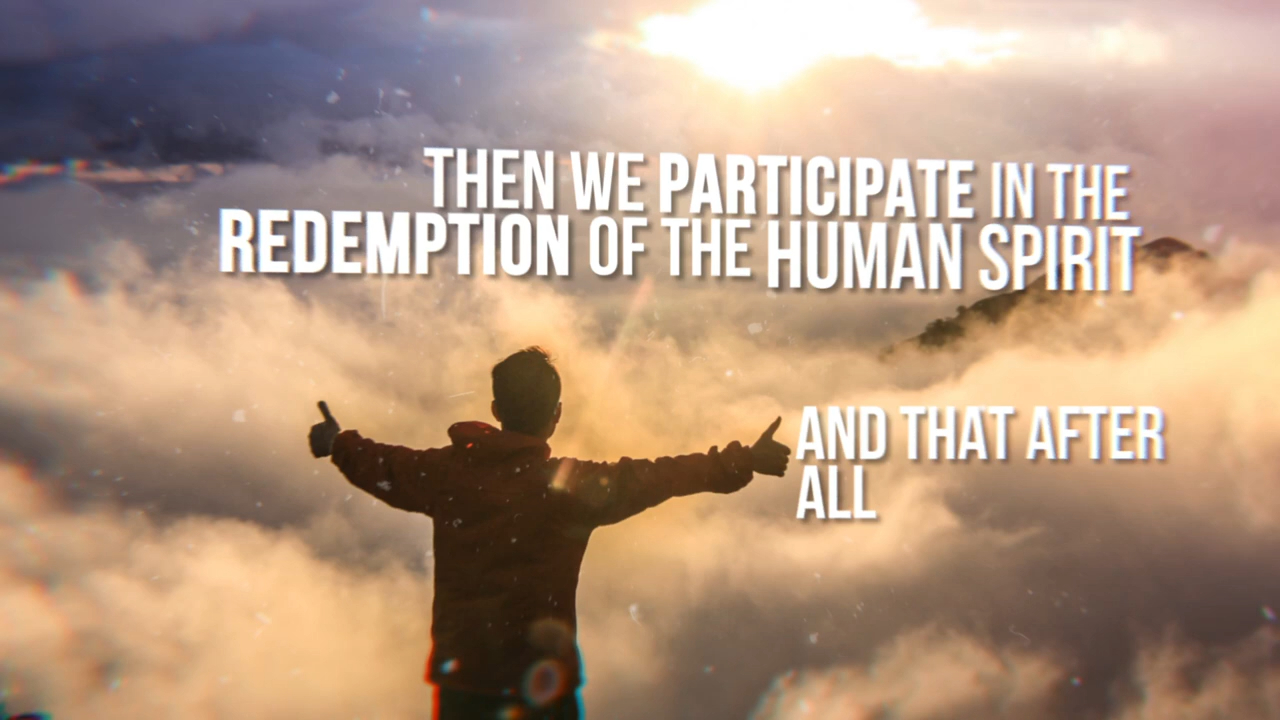 THEN WE PARTICIPATE IN THE
REDEMPTION OF THE HUMAN SPIRIT
AND THAT AFTER
ALL